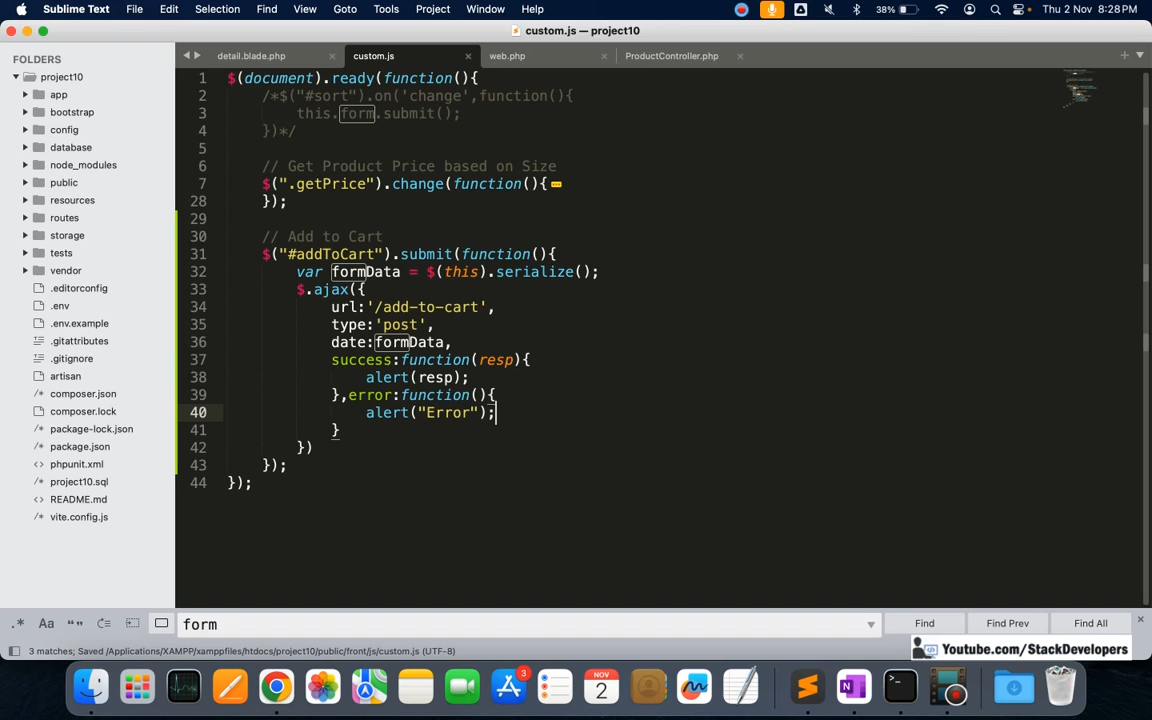 Sublime Text File Edit Selection Find View Goto Tools Project Window Help 38% Thu 2 Nov 8:28PM
custom.js — project10
FOLDERS
project10
app
bootstrap
config
database
node_modules
public
resources
routes
storage
tests
vendor
.editorconfig
.env
.env.example
.gitattributes
.gitignore
artisan
composer.json
composer.lock
package-lock.json
package.json
phpunit.xml
project10.sql
README.md
vite.config.js
detail.blade.php custom.js web.php ProductController.php
1 $(document).ready(function(){
2 /*$("#sort").on('change',function(){
3 this.form.submit();
4 })*/
5
6 // Get Product Price based on Size
7 $(".getPrice").change(function(){
28 });
29
30 // Add to Cart
31 $("#addToCart").submit(function(){
32 var formData = $(this).serialize();
33 $.ajax({
34 url:'/add-to-cart',
35 type:'post',
36 date:formData,
37 success:function(resp){
38 alert(resp);
39 },error:function(){
40 alert("Error");
41 }
42 })
43 });
44 });
.* Aa “” form Find Find Prev Find All
3 matches; Saved /Applications/XAMPP/xamppfiles/htdocs/project10/public/front/js/custom.js (UTF-8)
Youtube.com/StackDevelopers
3
NOV
2